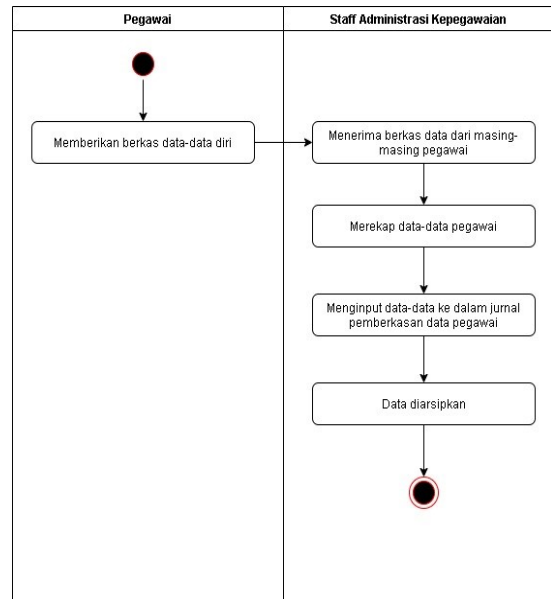 Pegawai
Staff Administrasi Kepegawaian
Memberikan berkas data-data diri
Menerima berkas data dari masing-
masing pegawai
Merekap data-data pegawai
Menginput data-data ke dalam jurnal
pemberkasan data pegawai
Data diarsipkan